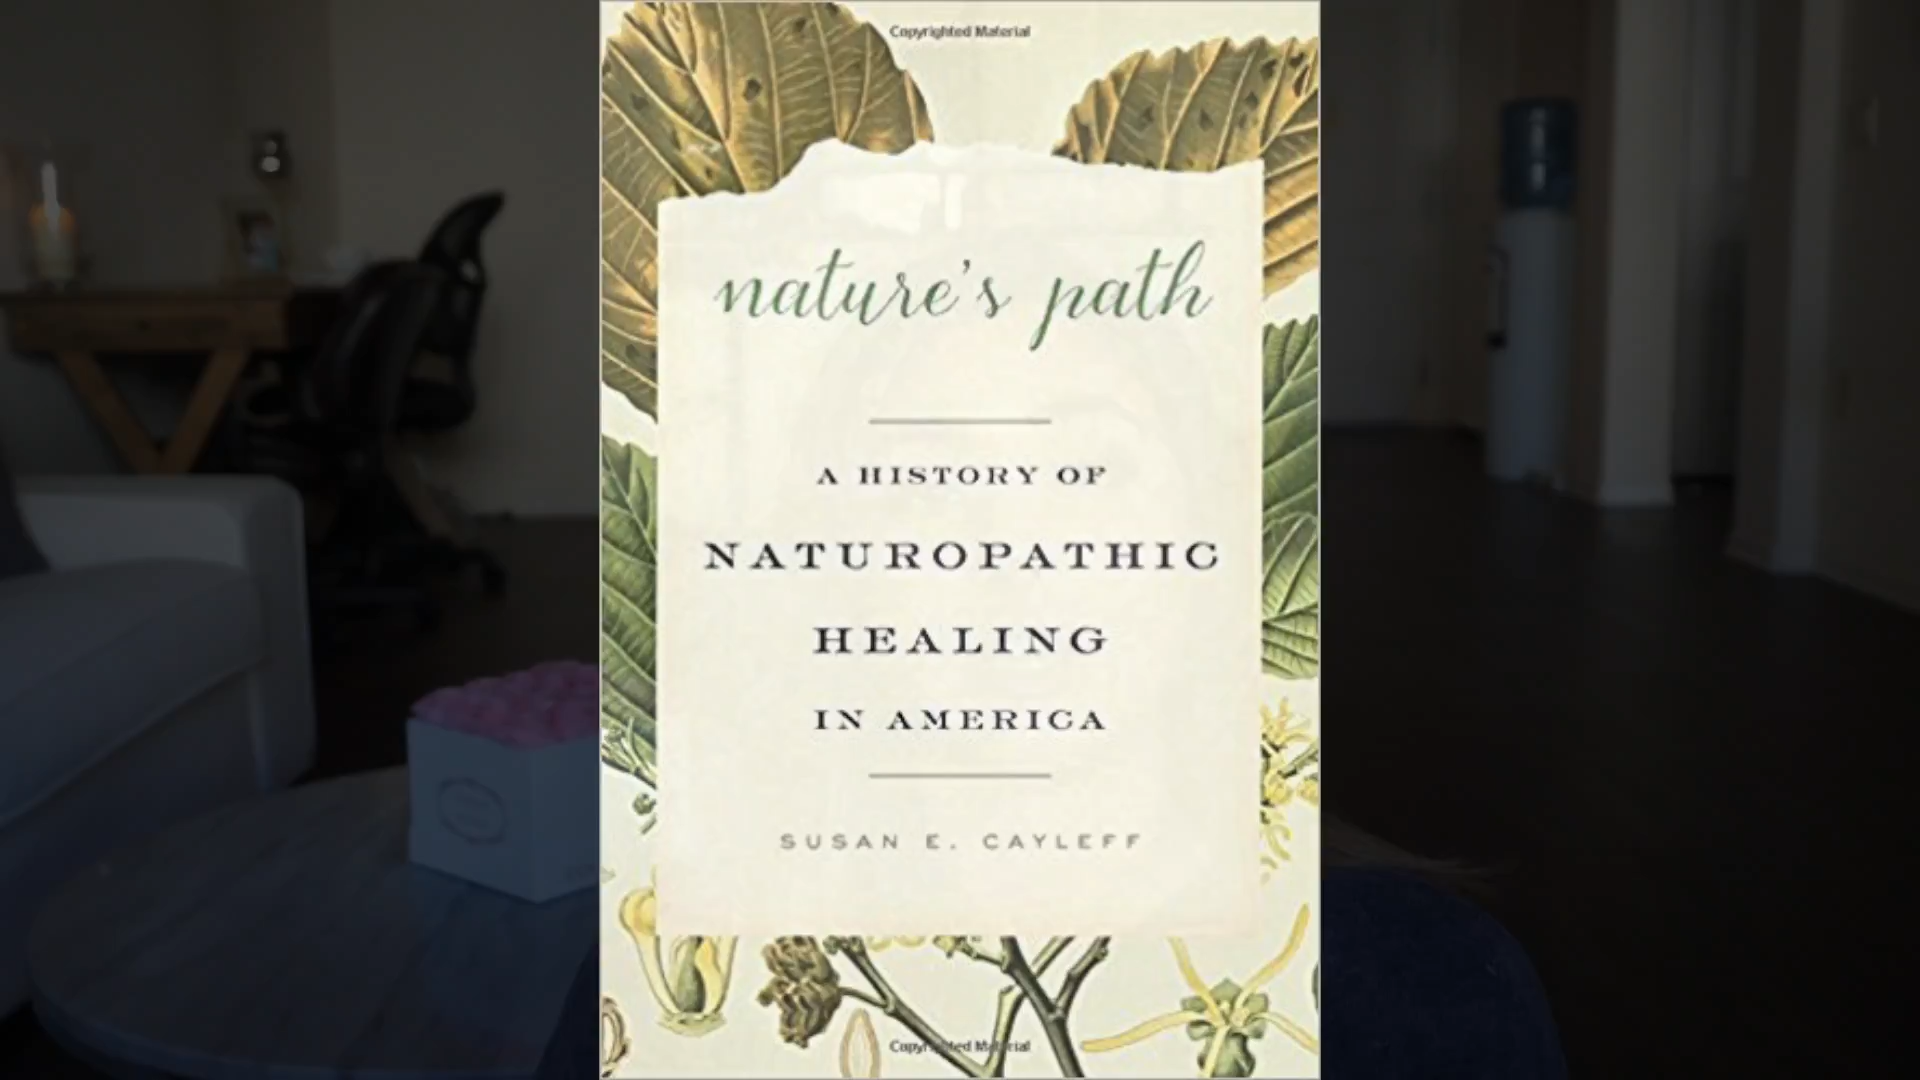 Copyrighted Material
nature's path
A HISTORY OF
NATUROPATHIC
HEALING
IN AMERICA
SUSAN E. CAYLEFF
Copyrighted Material